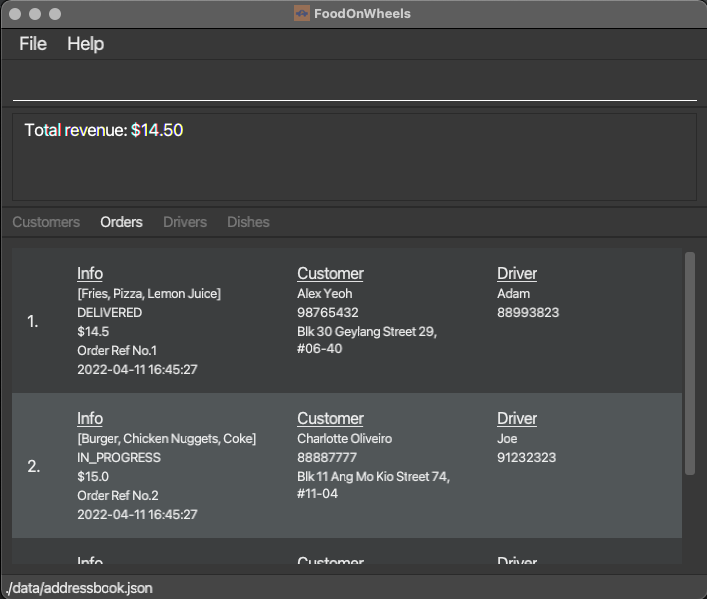 FoodOnWheels
File Help
Total revenue: $14.50
Customers Orders Drivers Dishes
1.
Info
[Fries, Pizza, Lemon Juice]
DELIVERED
$14.5
Order Ref No.1
2022-04-11 16:45:27
Customer
Alex Yeoh
98765432
Blk 30 Geylang Street 29,
#06-40
Driver
Adam
88993823
2.
Info
[Burger, Chicken Nuggets, Coke]
IN_PROGRESS
$15.0
Order Ref No.2
2022-04-11 16:45:27
Customer
Charlotte Oliveiro
88887777
Blk 11 Ang Mo Kio Street 74,
#11-04
Driver
Joe
91232323
Info Customer Driver
./data/addressbook.json